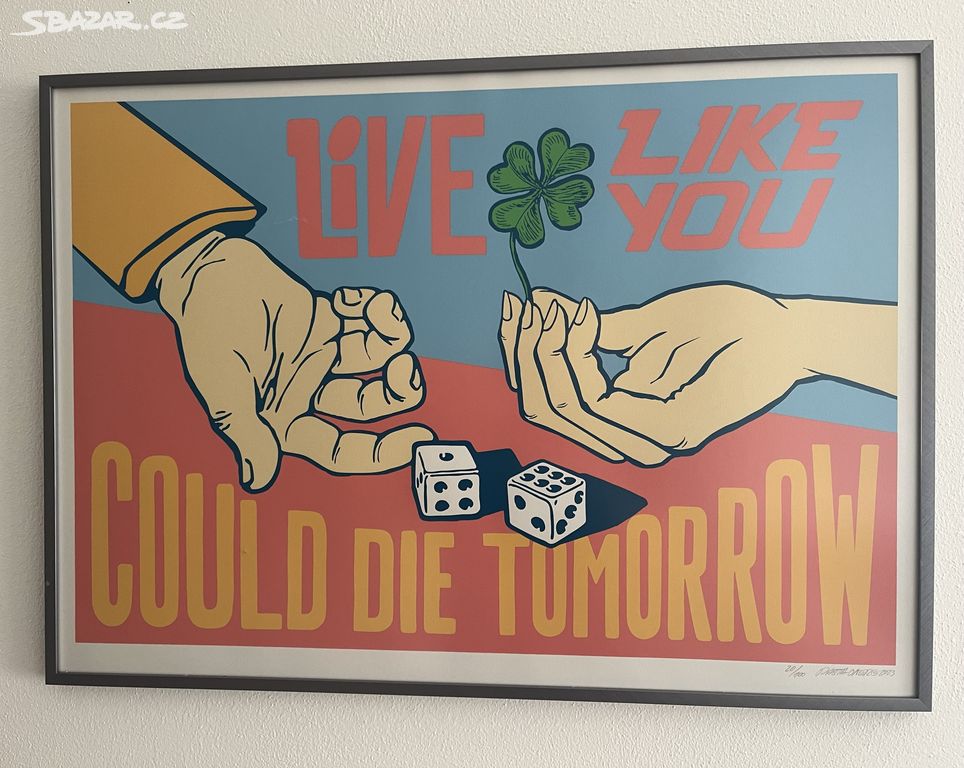 SBAZAR.CZ
LiVE LIKE
YOU
COULD DIE TOMORROW
20/100